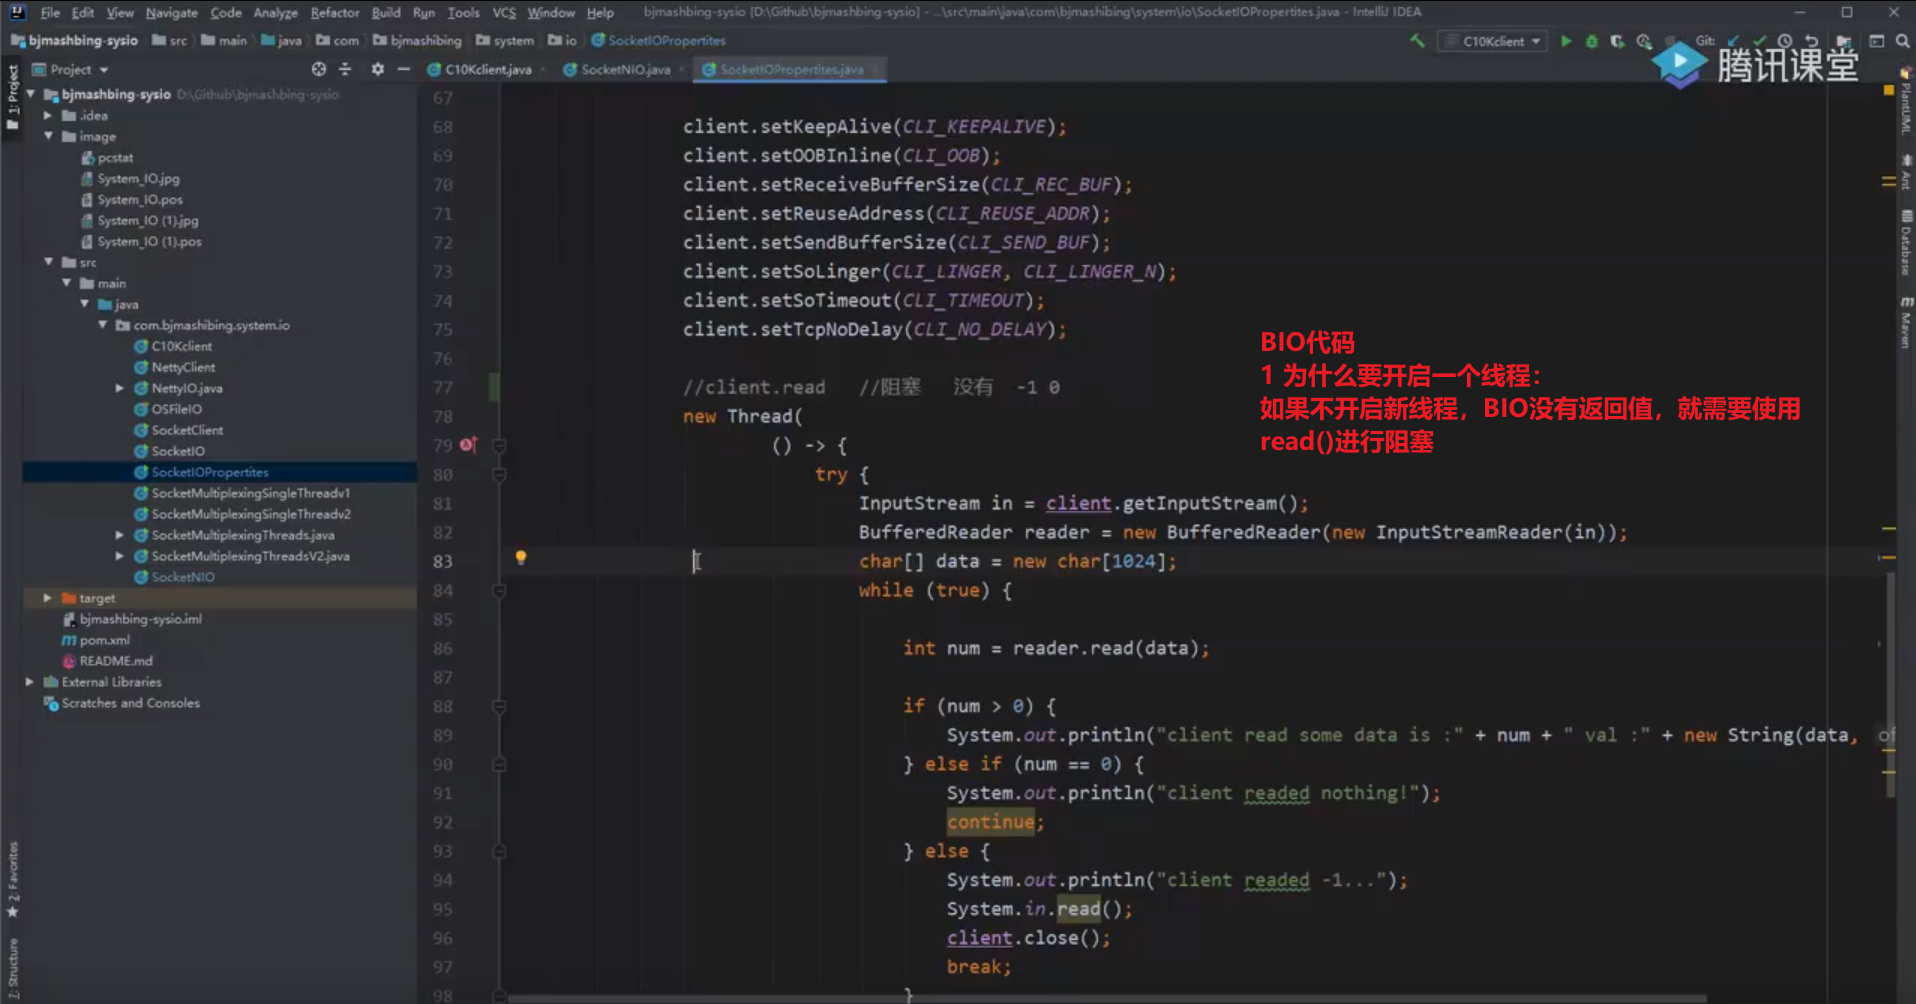 File Edit View Navigate Code Analyze Refactor Build Run Tools VCS Window Help bjmashbing-sysio [D:\Github\bjmashbing-sysio] - ...\src\main\java\com\bjmashibing\system\io\SocketIOPropertites.java - IntelliJ IDEA
bjmashbing-sysio src main java com bjmashibing system io SocketIOPropertites C10Kclient Git:
腾讯课堂
Project C10Kclient.java SocketNIO.java SocketIOPropertites.java
1: Project
bjmashbing-sysio D:\Github\bjmashbing-sysio
.idea
image
pcstat
System_IO.jpg
System_IO.pos
System_IO (1).jpg
System_IO (1).pos
src
main
java
com.bjmashibing.system.io
C10Kclient
NettyClient
NettyIO.java
OSFileIO
SocketClient
SocketIO
SocketIOPropertites
SocketMultiplexingSingleThreadv1
SocketMultiplexingSingleThreadv2
SocketMultiplexingThreads.java
SocketMultiplexingThreadsV2.java
SocketNIO
target
bjmashbing-sysio.iml
pom.xml
README.md
External Libraries
Scratches and Consoles
2: Favorites
7: Structure
67
68 client.setKeepAlive(CLI_KEEPALIVE);
69 client.setOOBInline(CLI_OOB);
70 client.setReceiveBufferSize(CLI_REC_BUF);
71 client.setReuseAddress(CLI_REUSE_ADDR);
72 client.setSendBufferSize(CLI_SEND_BUF);
73 client.setSoLinger(CLI_LINGER, CLI_LINGER_N);
74 client.setSoTimeout(CLI_TIMEOUT);
75 client.setTcpNoDelay(CLI_NO_DELAY);
76
77 //client.read //阻塞 没有 -1 0
78 new Thread(
79 () -> {
80 try {
81 InputStream in = client.getInputStream();
82 BufferedReader reader = new BufferedReader(new InputStreamReader(in));
83 char[] data = new char[1024];
84 while (true) {
85
86 int num = reader.read(data);
87
88 if (num > 0) {
89 System.out.println("client read some data is :" + num + " val :" + new String(data, of
90 } else if (num == 0) {
91 System.out.println("client readed nothing!");
92 continue;
93 } else {
94 System.out.println("client readed -1...");
95 System.in.read();
96 client.close();
97 break;
98 }
BIO代码
1 为什么要开启一个线程：
如果不开启新线程，BIO没有返回值，就需要使用
read()进行阻塞
PlantUML
Ant
Database
Maven